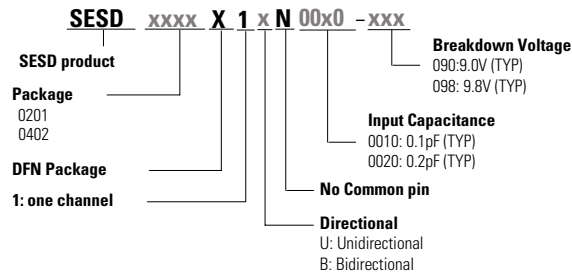 SESD xxxx X 1 x N 00x0 -xxx
SESD product
Package
0201
0402
DFN Package
1: one channel
Breakdown Voltage
090:9.0V (TYP)
098: 9.8V (TYP)
Input Capacitance
0010: 0.1pF (TYP)
0020: 0.2pF (TYP)
No Common pin
Directional
U: Unidirectional
B: Bidirectional